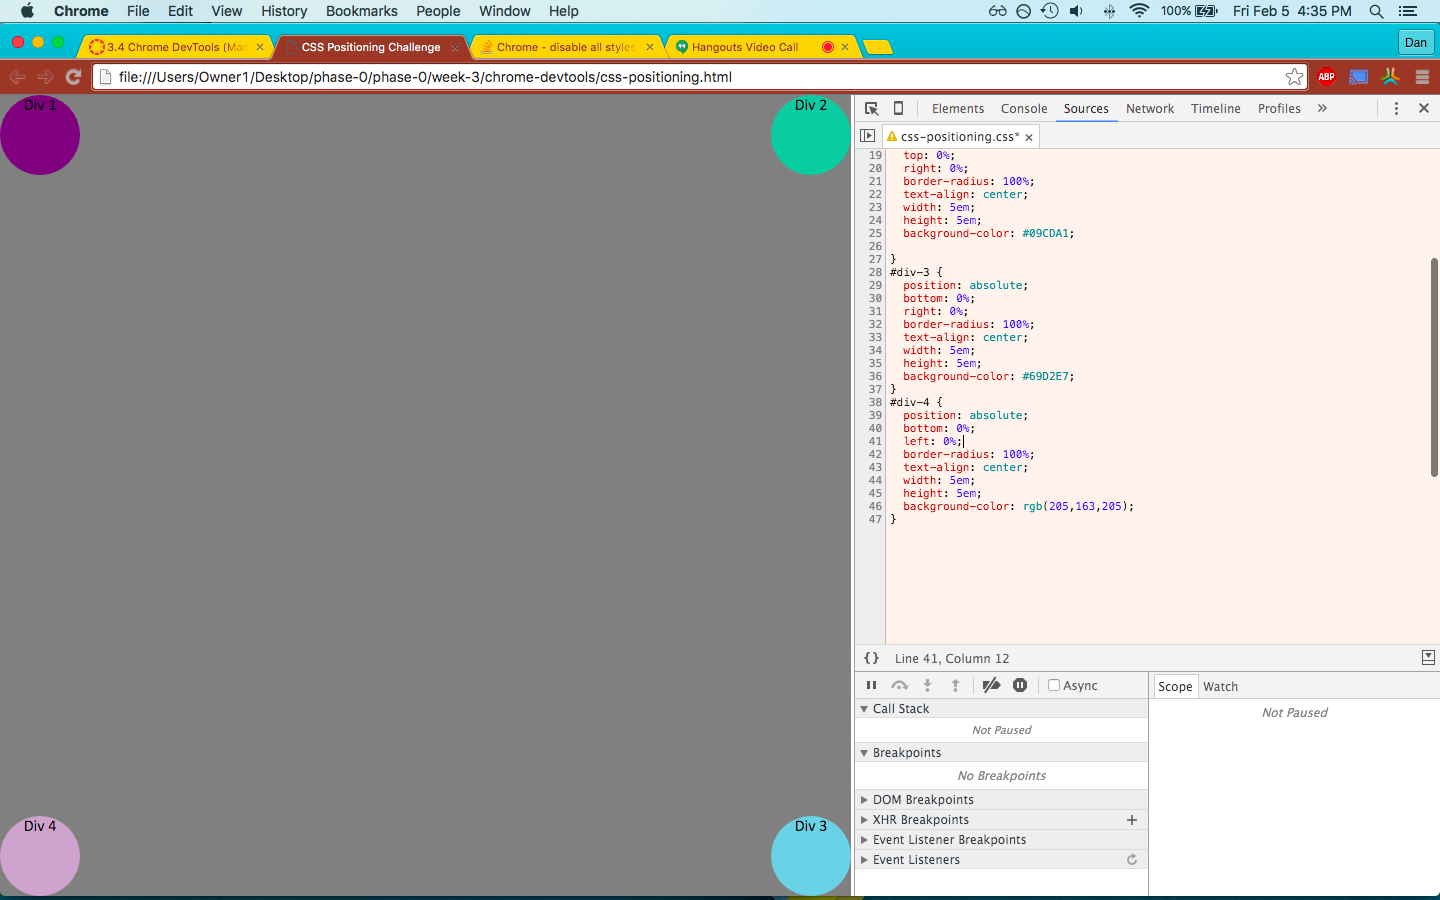 Chrome File Edit View History Bookmarks People Window Help 100% Fri Feb 5 4:35 PM
3.4 Chrome DevTools (Man CSS Positioning Challenge Chrome - disable all styles Hangouts Video Call Dan
file:///Users/Owner1/Desktop/phase-0/phase-0/week-3/chrome-devtools/css-positioning.html ABP
Div 1
Div 2
Elements Console Sources Network Timeline Profiles »
css-positioning.css*
19 top: 0%;
20 right: 0%;
21 border-radius: 100%;
22 text-align: center;
23 width: 5em;
24 height: 5em;
25 background-color: #09CDA1;
26
27 }
28 #div-3 {
29 position: absolute;
30 bottom: 0%;
31 right: 0%;
32 border-radius: 100%;
33 text-align: center;
34 width: 5em;
35 height: 5em;
36 background-color: #69D2E7;
37 }
38 #div-4 {
39 position: absolute;
40 bottom: 0%;
41 left: 0%;
42 border-radius: 100%;
43 text-align: center;
44 width: 5em;
45 height: 5em;
46 background-color: rgb(205,163,205);
47 }
{} Line 41, Column 12
Async
Scope Watch
Call Stack
Not Paused
Not Paused
Breakpoints
No Breakpoints
DOM Breakpoints
XHR Breakpoints
Event Listener Breakpoints
Event Listeners
Div 4
Div 3